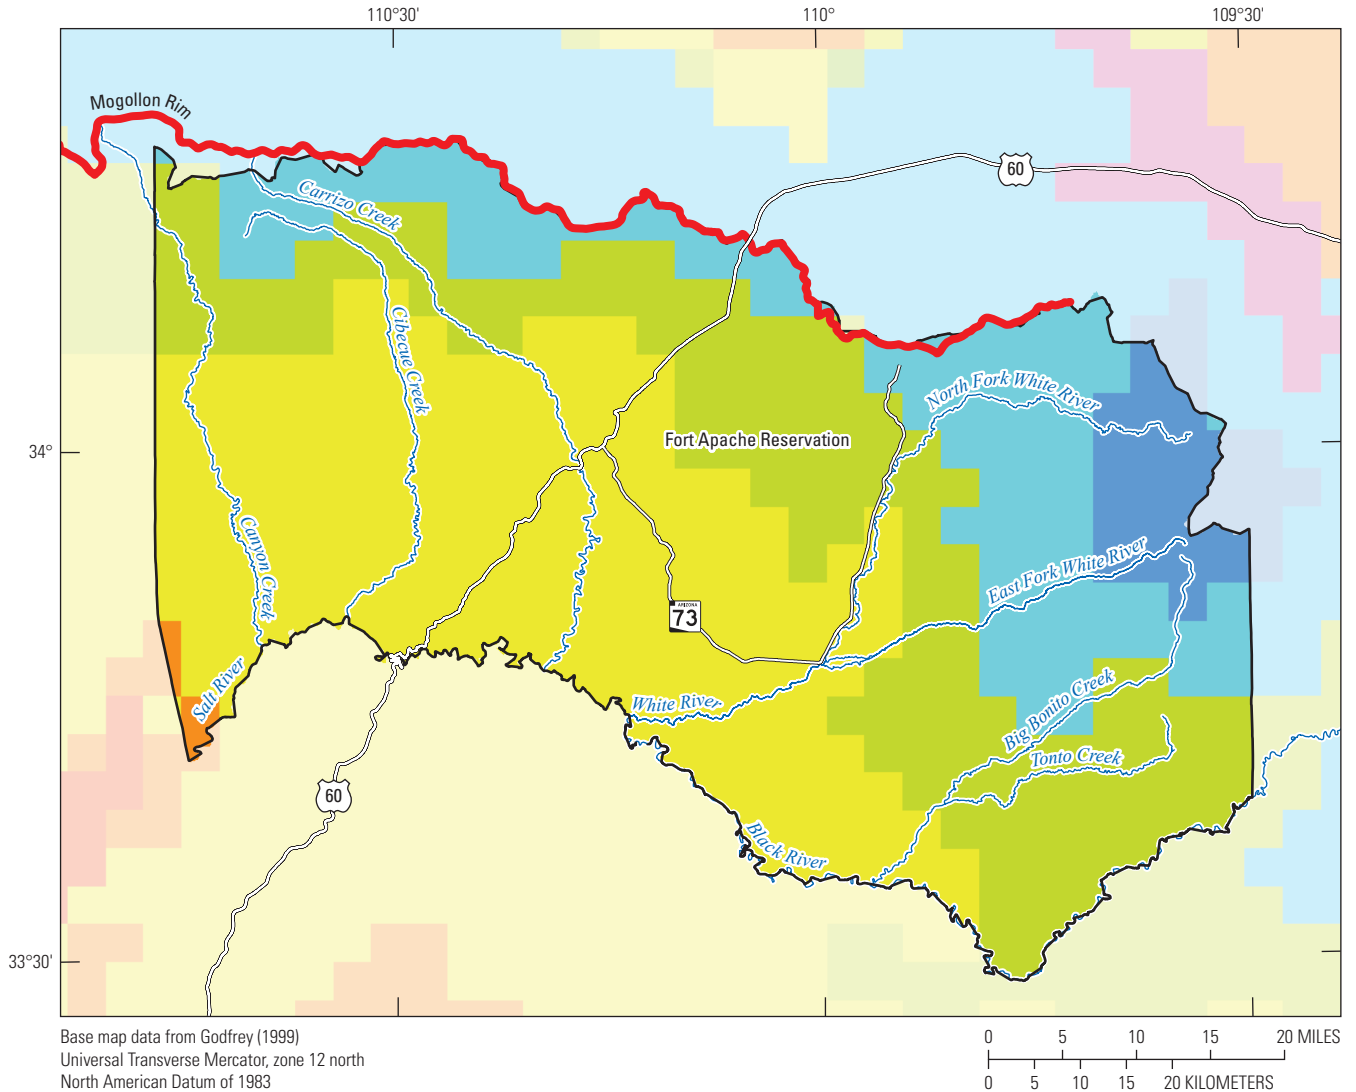 110°30'
110°
109°30'
Mogollon Rim
60
Carrizo Creek
Cibecue Creek
North Fork White River
34°
Fort Apache Reservation
Canyon Creek
East Fork White River
ARIZONA
73
Salt River
White River
Big Bonito Creek
Tonto Creek
60
Black River
33°30'
Base map data from Godfrey (1999)
Universal Transverse Mercator, zone 12 north
North American Datum of 1983
0 5 10 15 20 MILES
0 5 10 15 20 KILOMETERS